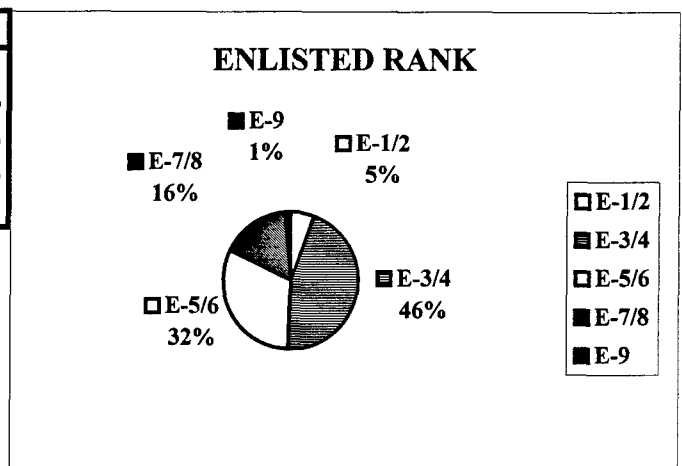 ENLISTED RANK
E-9
1%
E-1/2
5%
E-7/8
16%
E-3/4
46%
E-5/6
32%
E-1/2
E-3/4
E-5/6
E-7/8
E-9